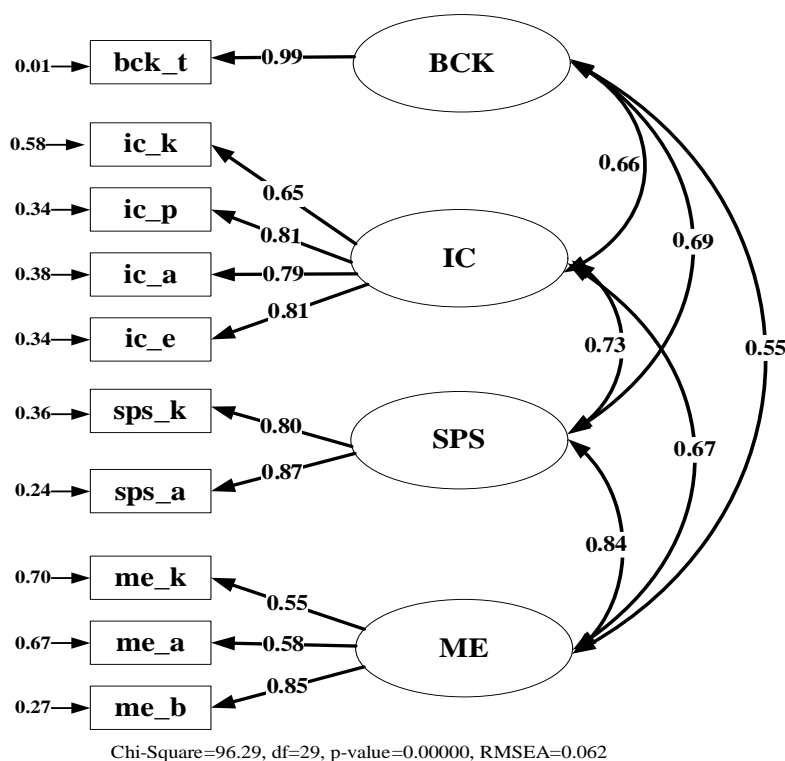 0.01 bck_t 0.99 BCK
0.58 ic_k 0.65
0.66
0.34 ic_p 0.81
0.69
0.38 ic_a 0.79 IC
0.34 ic_e 0.81
0.73 0.55
0.36 sps_k 0.80
SPS
0.67
0.24 sps_a 0.87
0.84
0.70 me_k 0.55
0.67 me_a 0.58 ME
0.27 me_b 0.85
Chi-Square=96.29, df=29, p-value=0.00000, RMSEA=0.062